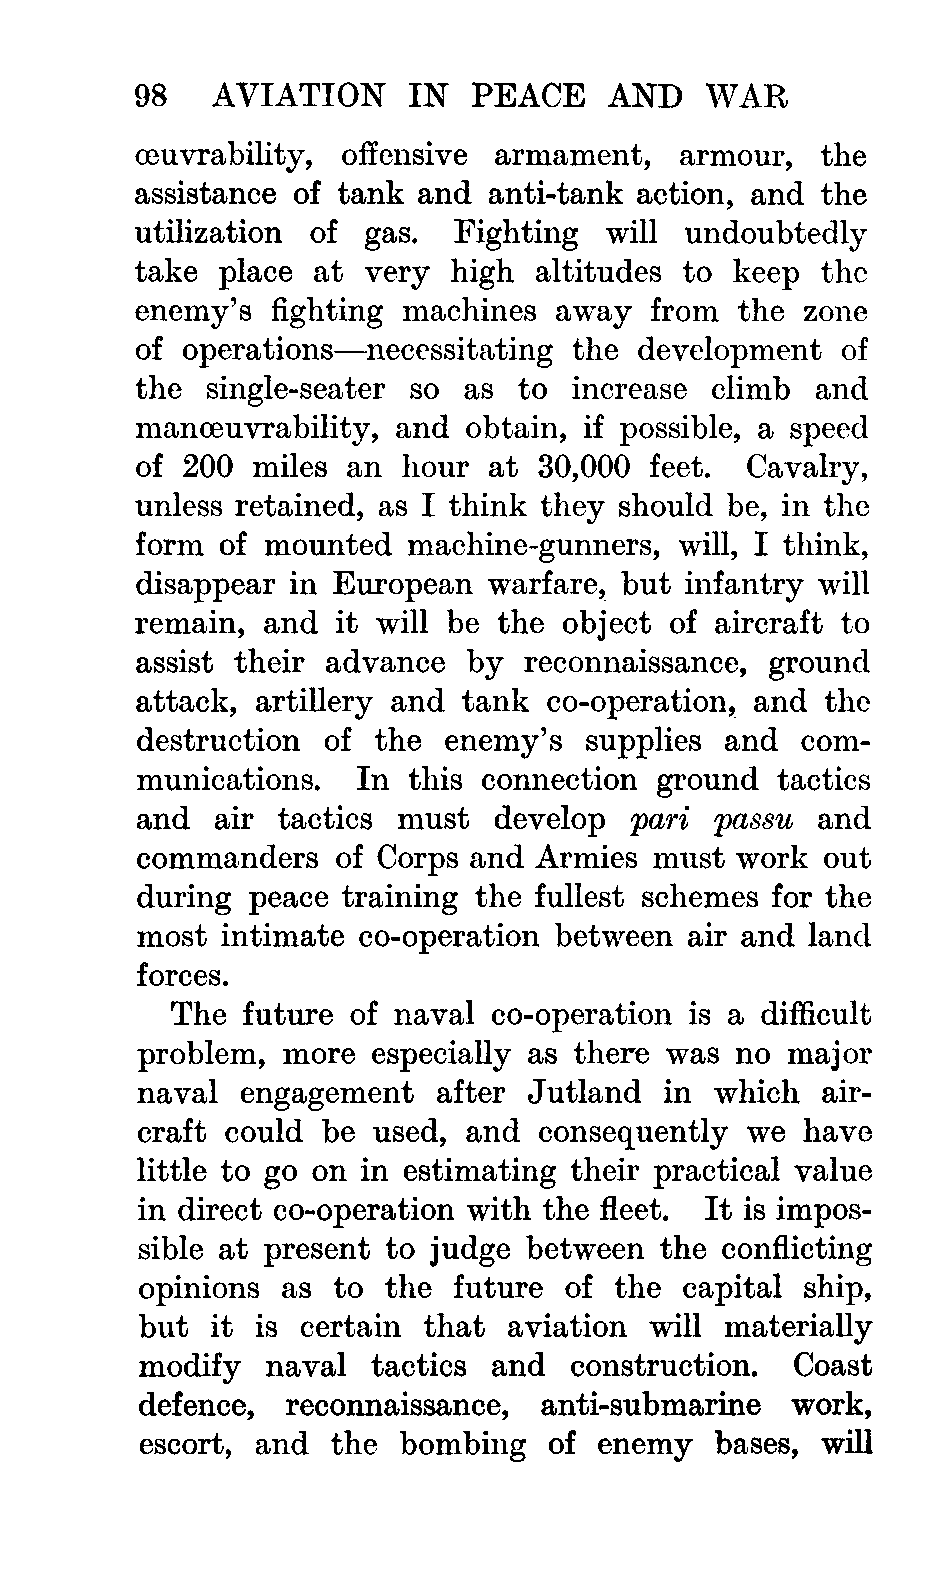 98 AVIATION IN PEACE AND WAR
œuvrability, offensive armament, armour, the
assistance of tank and anti-tank action, and the
utilization of gas. Fighting will undoubtedly
take place at very high altitudes to keep the
enemy's fighting machines away from the zone
of operations—necessitating the development of
the single-seater so as to increase climb and
manœuvrability, and obtain, if possible, a speed
of 200 miles an hour at 30,000 feet. Cavalry,
unless retained, as I think they should be, in the
form of mounted machine-gunners, will, I think,
disappear in European warfare, but infantry will
remain, and it will be the object of aircraft to
assist their advance by reconnaissance, ground
attack, artillery and tank co-operation, and the
destruction of the enemy's supplies and com-
munications. In this connection ground tactics
and air tactics must develop pari passu and
commanders of Corps and Armies must work out
during peace training the fullest schemes for the
most intimate co-operation between air and land
forces.
The future of naval co-operation is a difficult
problem, more especially as there was no major
naval engagement after Jutland in which air-
craft could be used, and consequently we have
little to go on in estimating their practical value
in direct co-operation with the fleet. It is impos-
sible at present to judge between the conflicting
opinions as to the future of the capital ship,
but it is certain that aviation will materially
modify naval tactics and construction. Coast
defence, reconnaissance, anti-submarine work,
escort, and the bombing of enemy bases, will